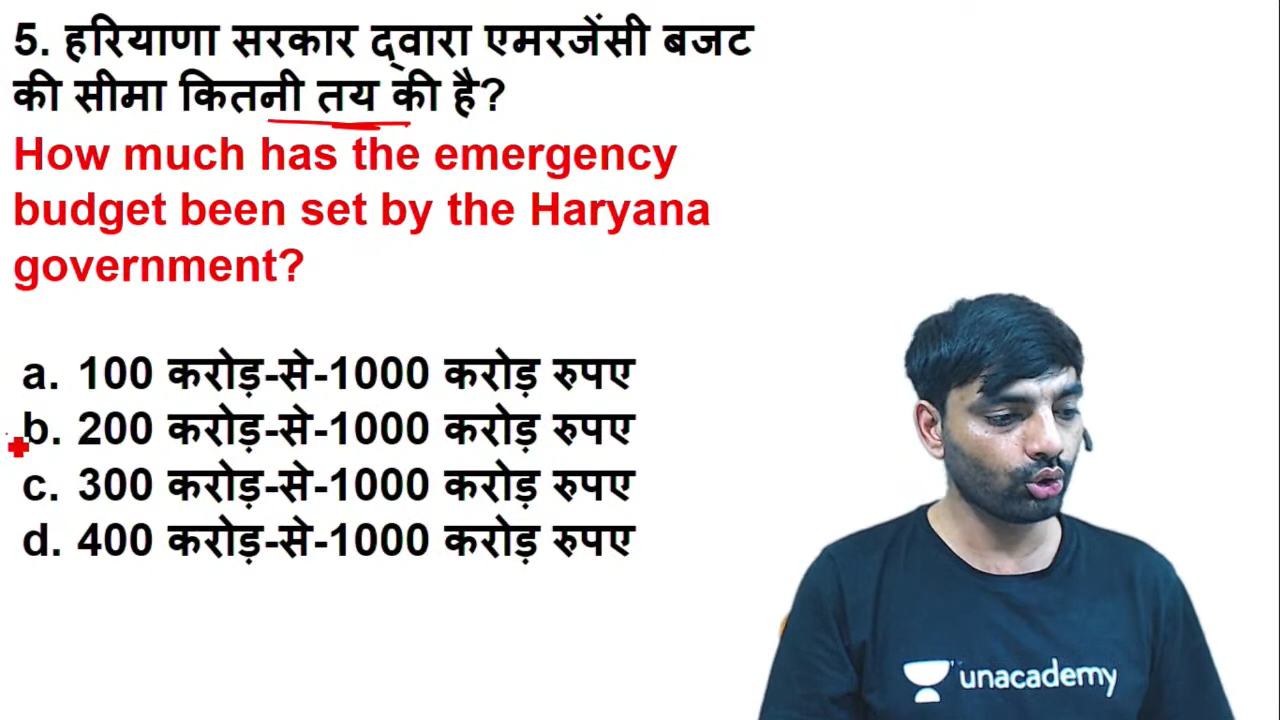 5. हरियाणा सरकार द्वारा एमरजेंसी बजट
की सीमा कितनी तय की है?
How much has the emergency
budget been set by the Haryana
government?
a. 100 करोड़-से-1000 करोड़ रुपए
b. 200 करोड़-से-1000 करोड़ रुपए
c. 300 करोड़-से-1000 करोड़ रुपए
d. 400 करोड़-से-1000 करोड़ रुपए
unacademy